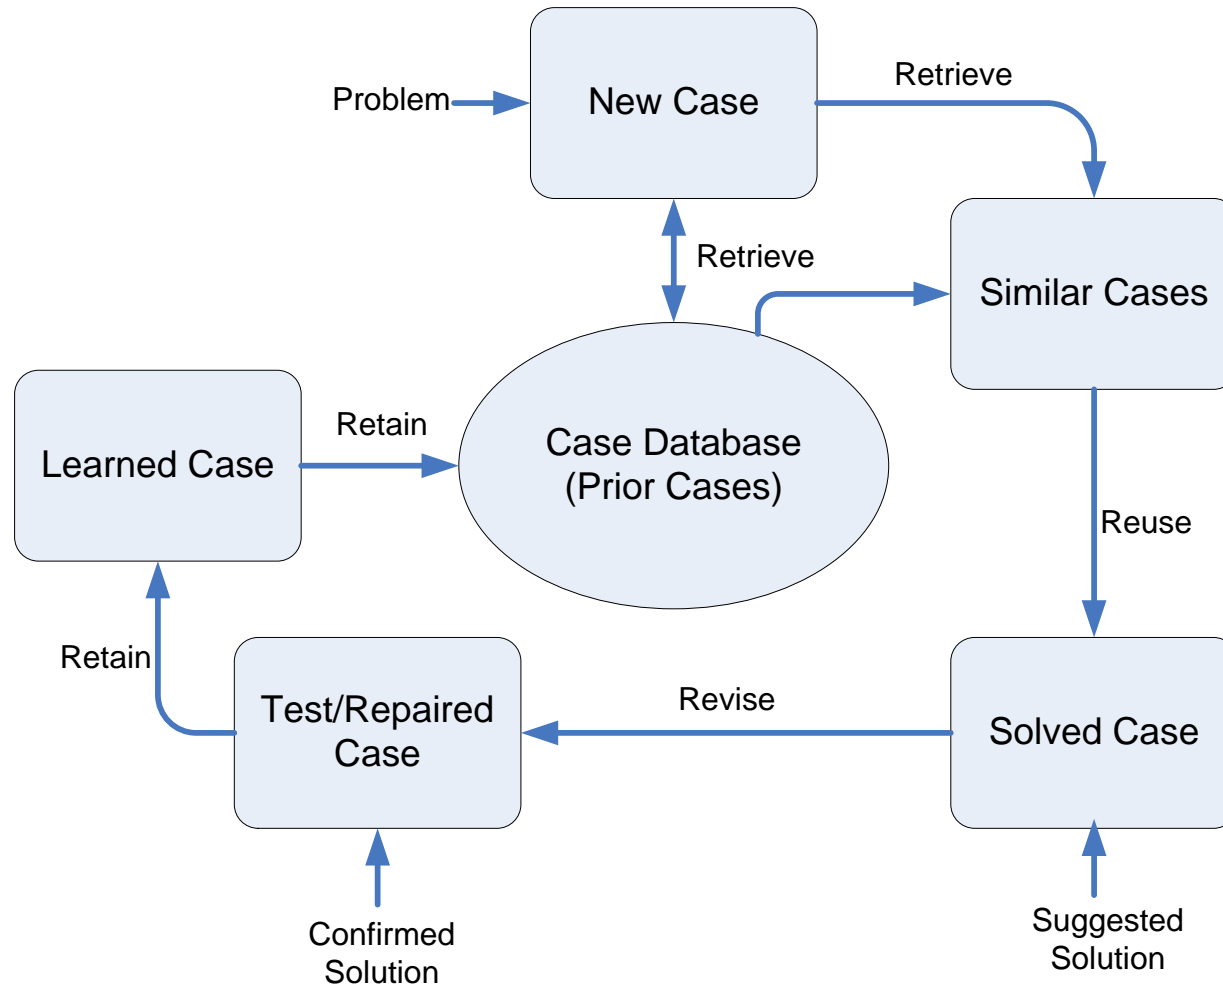 Retrieve
Problem
New Case
Retrieve
Similar Cases
Retain
Case Database
(Prior Cases)
Learned Case
Reuse
Retain
Revise
Test/Repaired
Case
Solved Case
Confirmed
Solution
Suggested
Solution